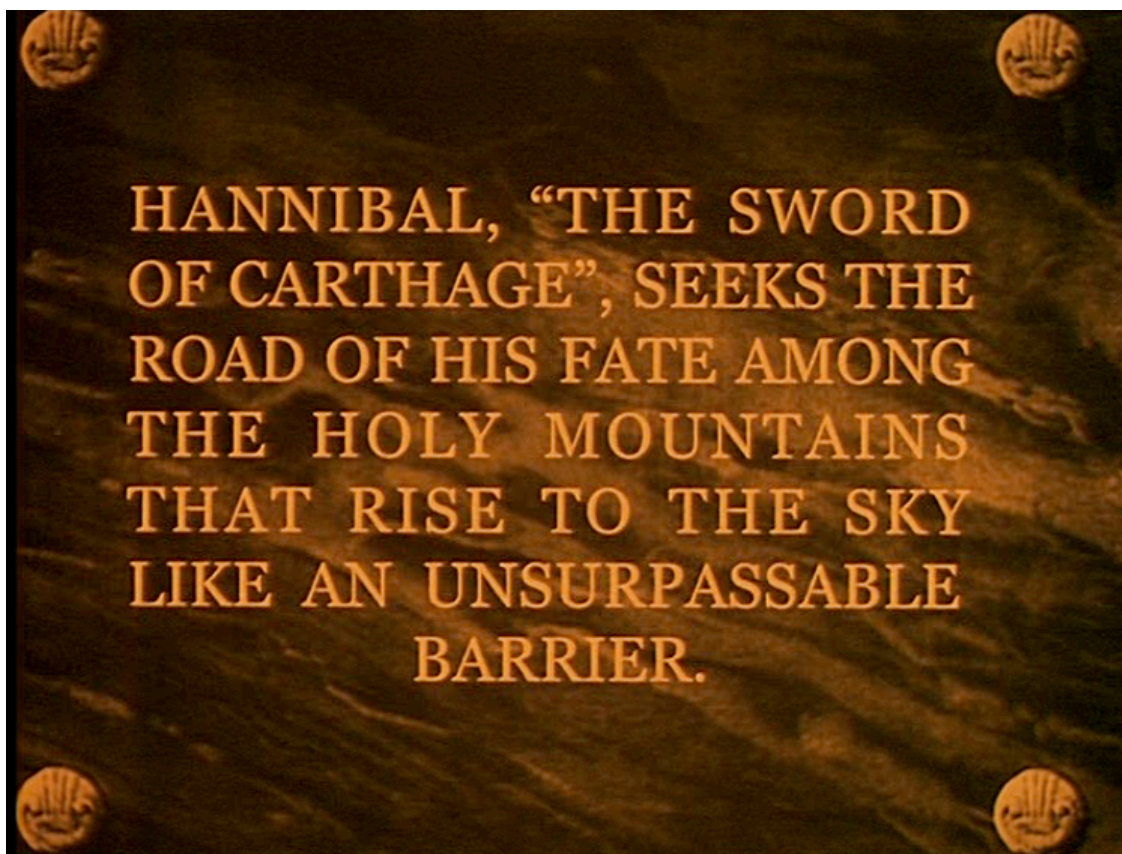 HANNIBAL, “THE SWORD
OF CARTHAGE”, SEEKS THE
ROAD OF HIS FATE AMONG
THE HOLY MOUNTAINS
THAT RISE TO THE SKY
LIKE AN UNSURPASSABLE
BARRIER.